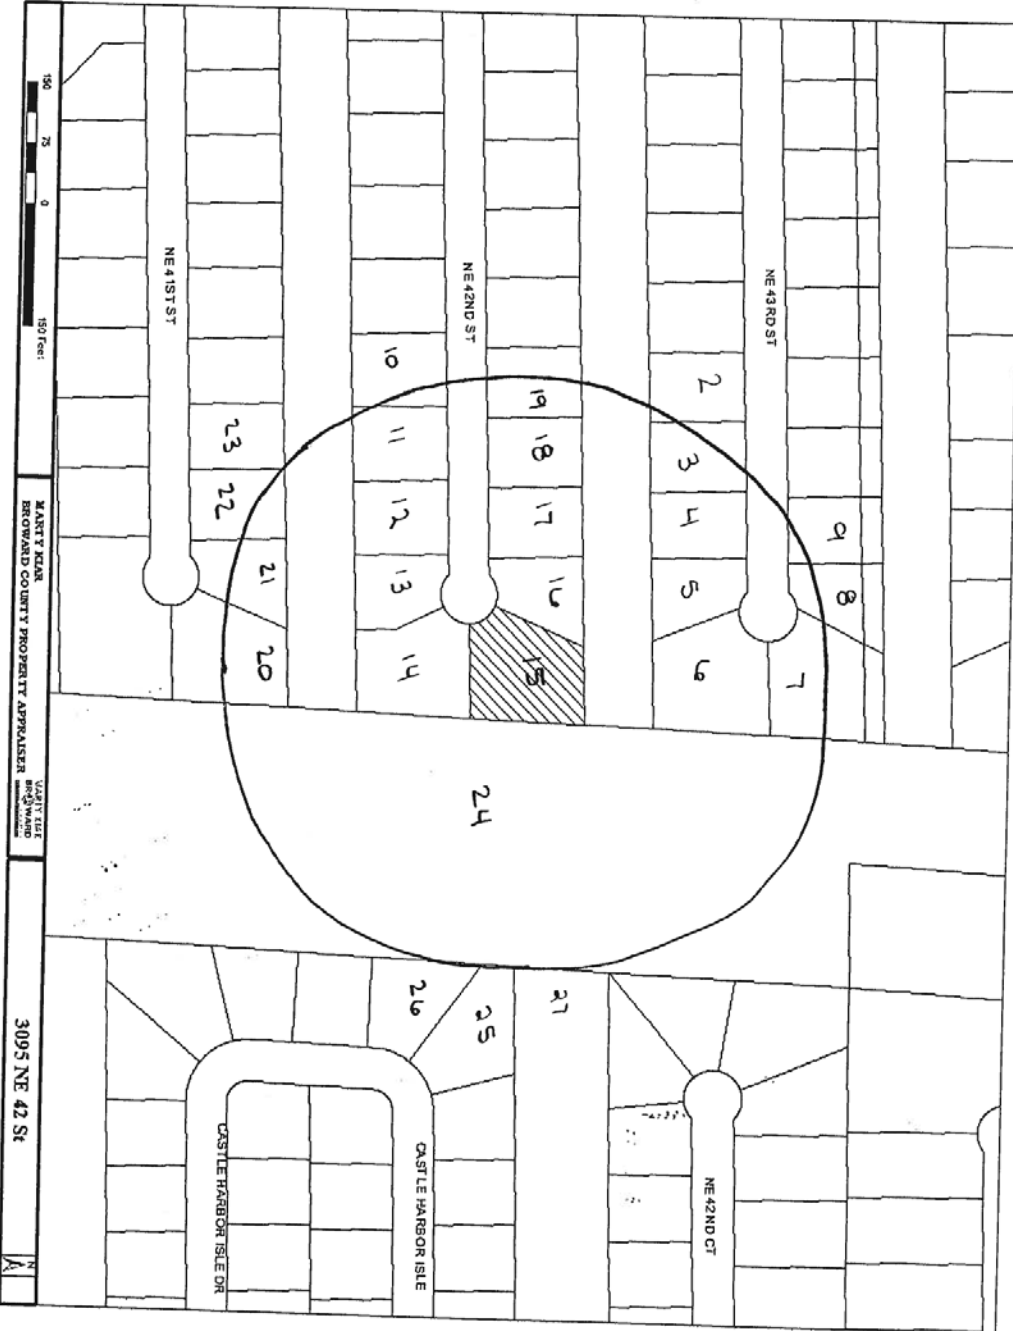 NE 41ST ST
NE 42ND ST
NE 43RD ST
2
3
4
5
6
7
8
9
10
11
12
13
14
15
16
17
18
19
20
21
22
23
24
25
26
27
CASTLE HARBOR ISLE DR
CASTLE HARBOR ISLE
NE 42ND CT
150 75 0 150 Feet
MARTY KIAR
BROWARD COUNTY PROPERTY APPRAISER
MARTY KIAR
BROWARD
3095 NE 42 St
N